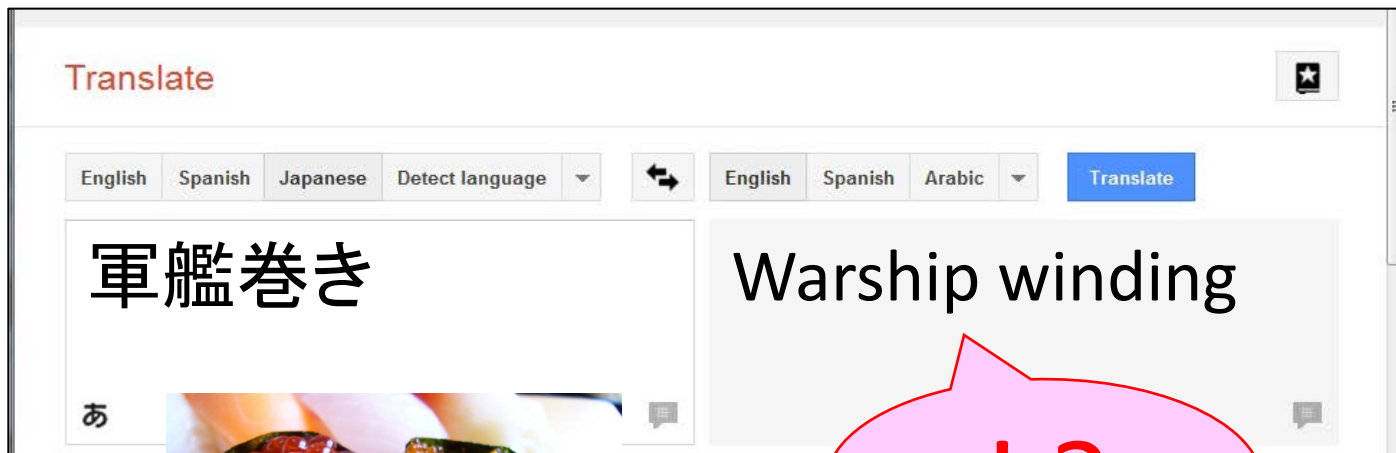 Translate
English Spanish Japanese Detect language English Spanish Arabic Translate
軍艦巻き Warship winding
あ